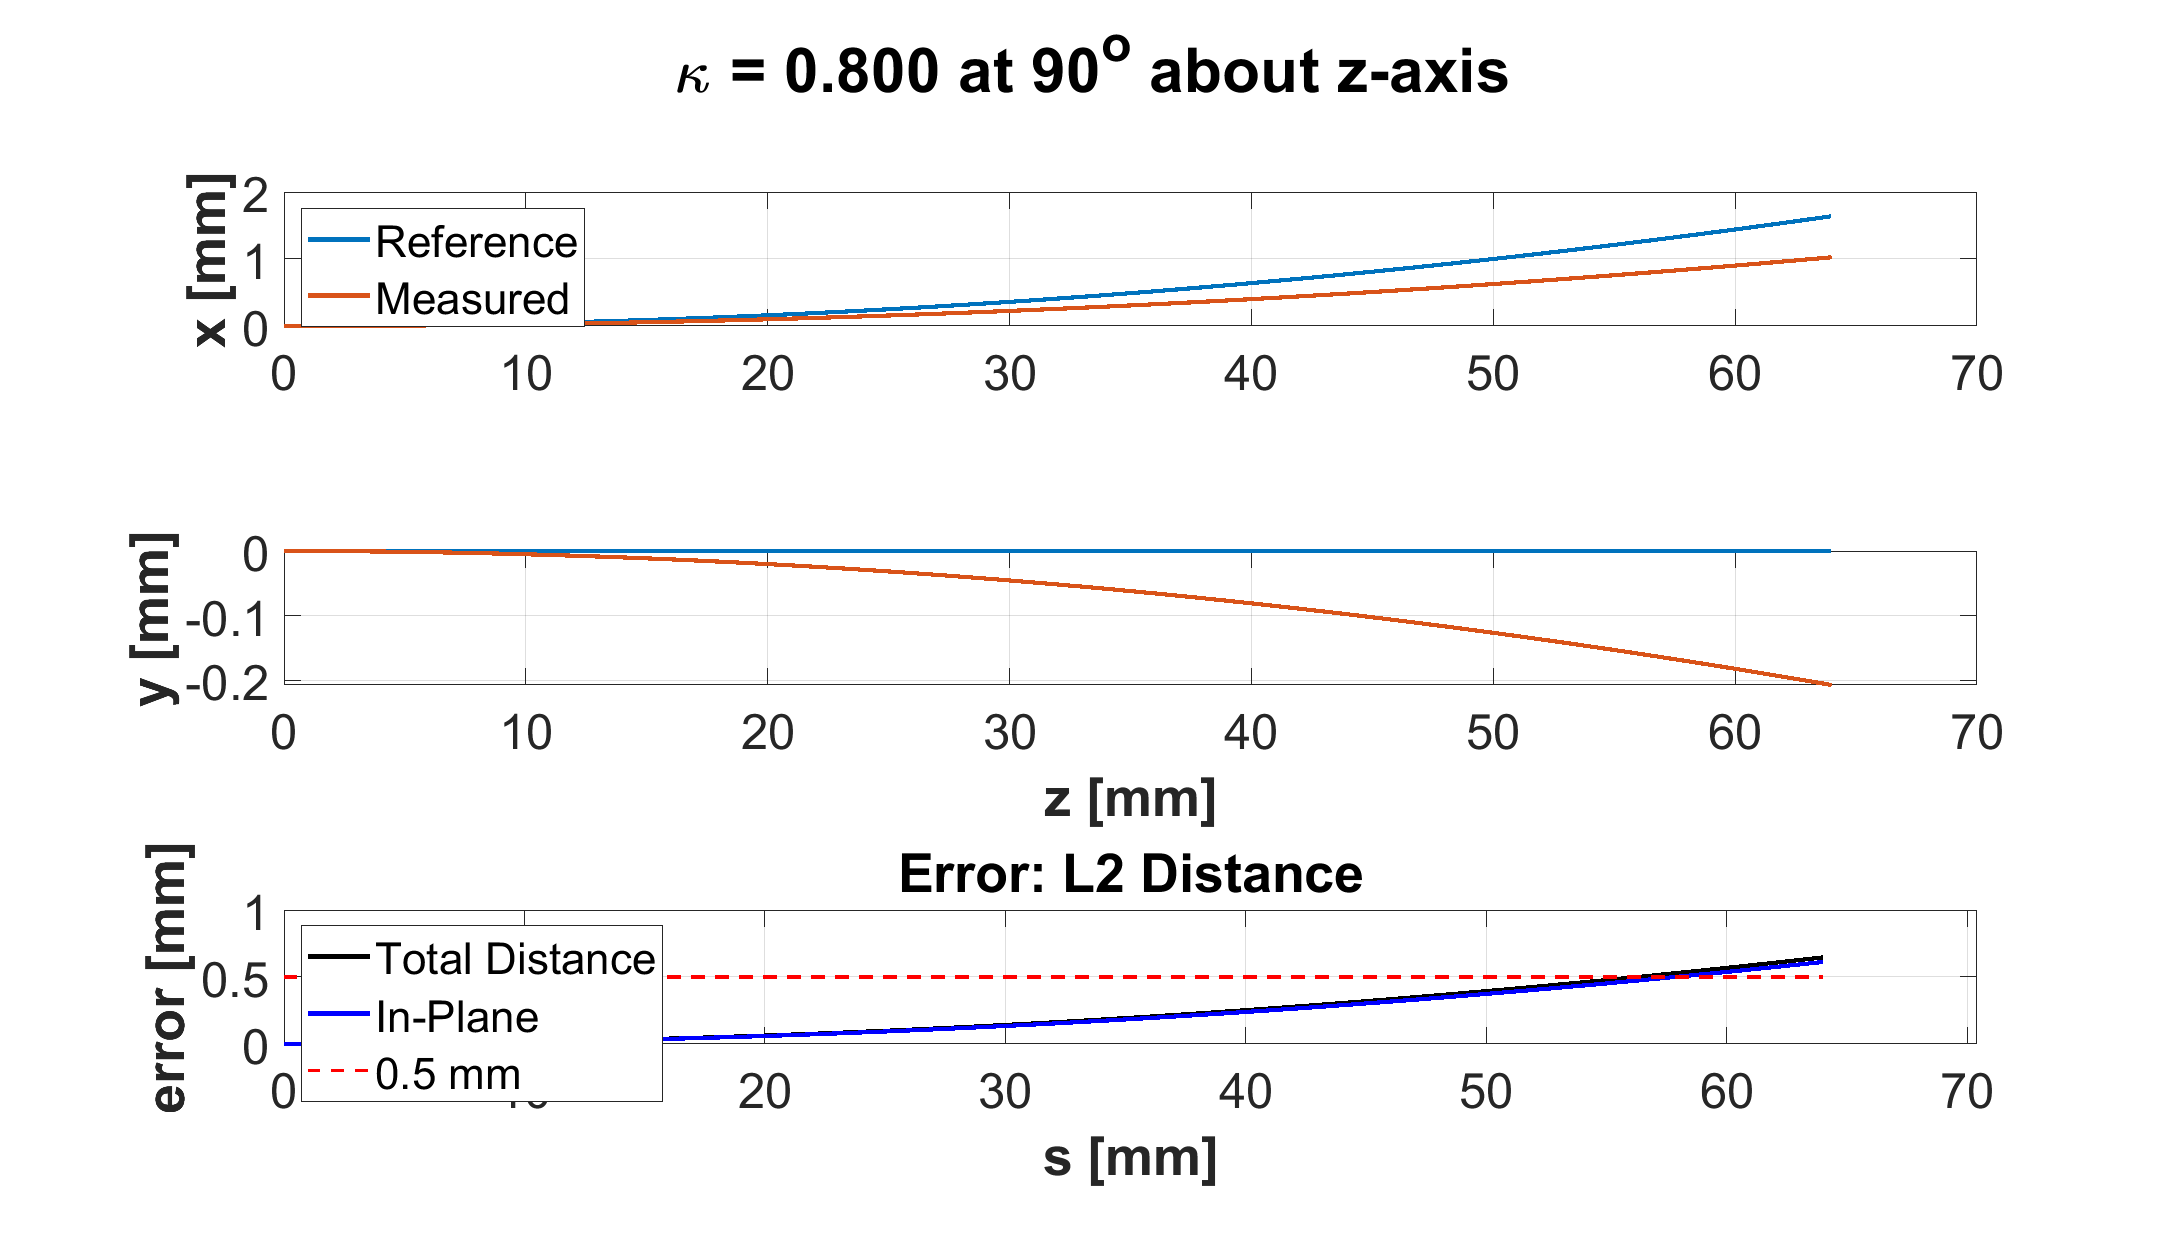 κ = 0.800 at 90° about z-axis
x [mm]
2
1
0
Reference
Measured
0 10 20 30 40 50 60 70
y [mm]
0
-0.1
-0.2
0 10 20 30 40 50 60 70
z [mm]
Error: L2 Distance
error [mm]
1
0.5
0
Total Distance
In-Plane
0.5 mm
0 20 30 40 50 60 70
s [mm]